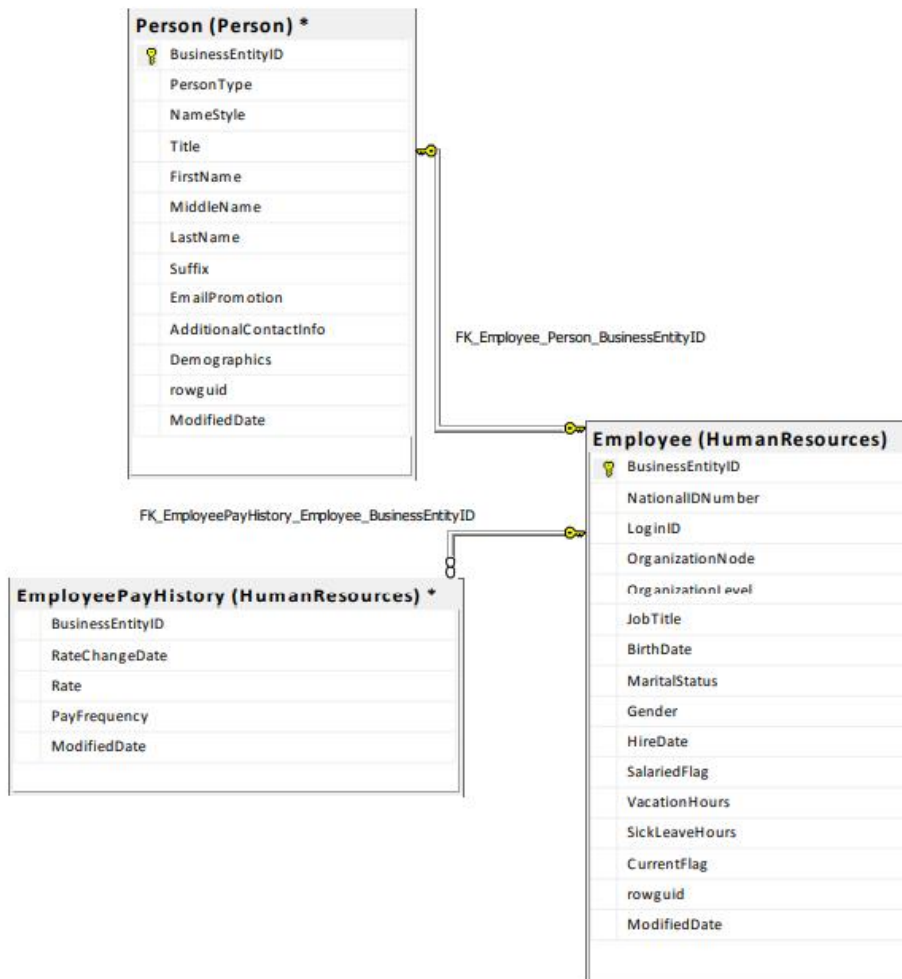 Person (Person) *
BusinessEntityID
PersonType
NameStyle
Title
FirstName
MiddleName
LastName
Suffix
EmailPromotion
AdditionalContactInfo
Demographics
rowguid
ModifiedDate
FK_Employee_Person_BusinessEntityID
Employee (HumanResources)
BusinessEntityID
NationalIDNumber
LoginID
OrganizationNode
OrganizationLevel
JobTitle
BirthDate
MaritalStatus
Gender
HireDate
SalariedFlag
VacationHours
SickLeaveHours
CurrentFlag
rowguid
ModifiedDate
FK_EmployeePayHistory_Employee_BusinessEntityID
EmployeePayHistory (HumanResources) *
BusinessEntityID
RateChangeDate
Rate
PayFrequency
ModifiedDate